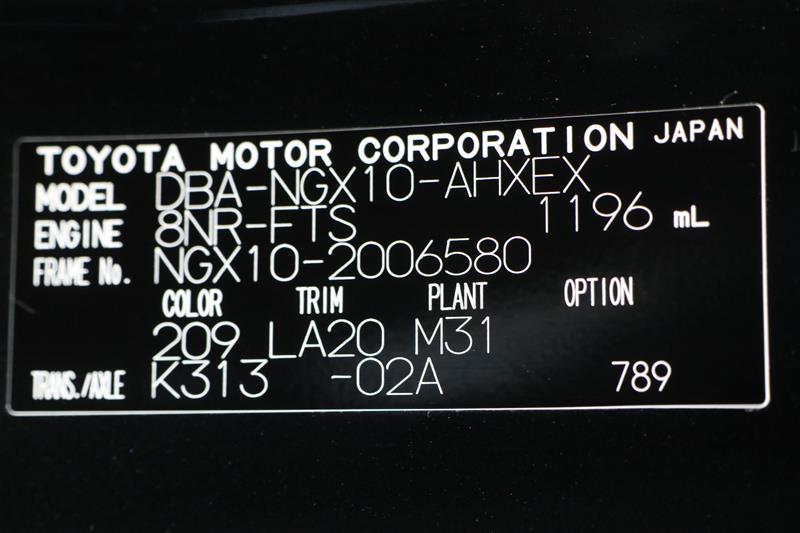 TOYOTA MOTOR CORPORATION JAPAN
MODEL DBA-NGX10-AHXEX
ENGINE 8NR-FTS 1196 mL
FRAME No. NGX10-2006580
COLOR TRIM PLANT OPTION
209 LA20 M31
TRANS./AXLE K313 -02A 789